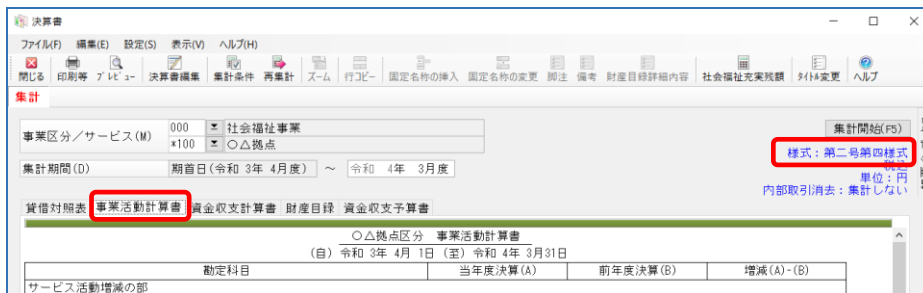 決算書
ファイル(F) 編集(E) 設定(S) 表示(V) ヘルプ(H)
閉じる 印刷等 プレビュー 決算書編集 集計条件 再集計 ズーム 行コピー 固定名称の挿入 固定名称の変更 脚注 備考 財産目録詳細内容 社会福祉充実残額 タイトル変更 ヘルプ
集計
事業区分/サービス(M) 000 社会福祉事業
*100 〇△拠点
集計開始(F5)
様式:第二号第四様式
集計期間(D) 期首日(令和 3年 4月度) ~ 令和 4年 3月度
税込
単位:円
内部取引消去:集計しない
貸借対照表 事業活動計算書 資金収支計算書 財産目録 資金収支予算書
〇△拠点区分 事業活動計算書
(自) 令和 3年 4月 1日 (至) 令和 4年 3月31日
勘定科目 当年度決算(A) 前年度決算(B) 増減(A)-(B)
サービス活動増減の部